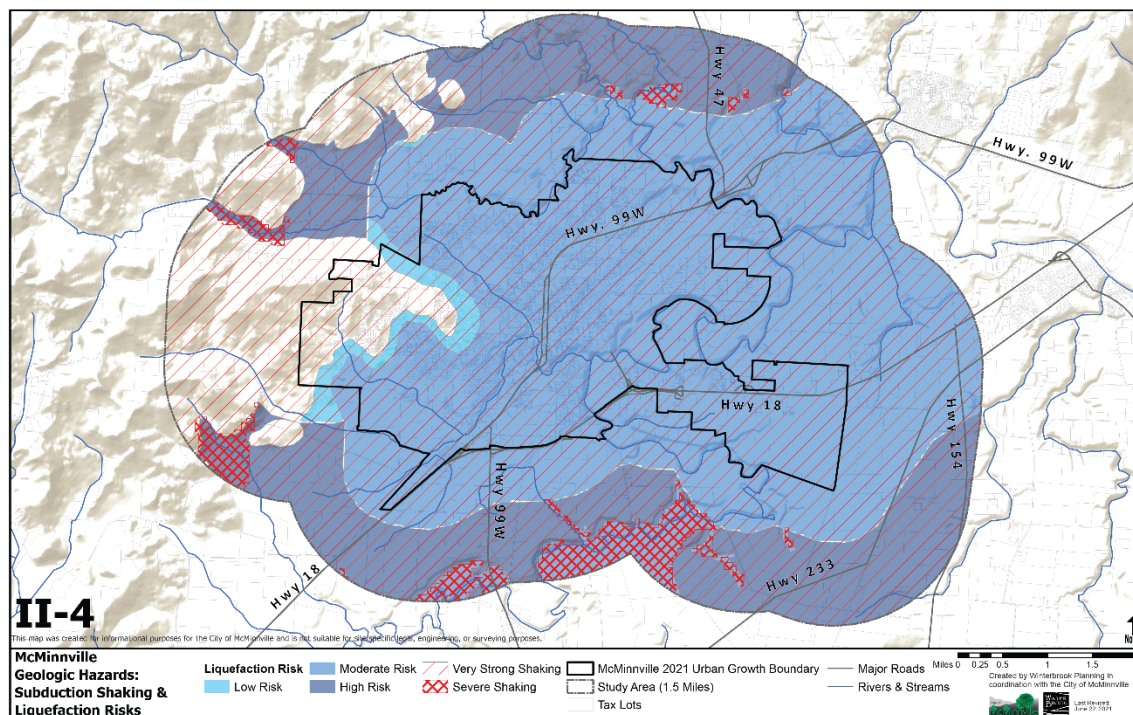 Hwy 47
Hwy. 99W
Hwy. 99W
Hwy 18
Hwy 154
Hwy 99W
Hwy 233
Hwy 18
II-4
This map was created for informational purposes for the City of McMinnville and is not suitable for site specific legal, engineering, or surveying purposes.
McMinnville
Geologic Hazards:
Subduction Shaking &
Liquefaction Risks
Liquefaction Risk
Low Risk
Moderate Risk
High Risk
Very Strong Shaking
Severe Shaking
McMinnville 2021 Urban Growth Boundary
Study Area (1.5 Miles)
Tax Lots
Major Roads
Rivers & Streams
Miles 0 0.25 0.5 1 1.5
Created by Winterbrook Planning in
coordination with the City of McMinnville
Last Revised
June 22, 2021